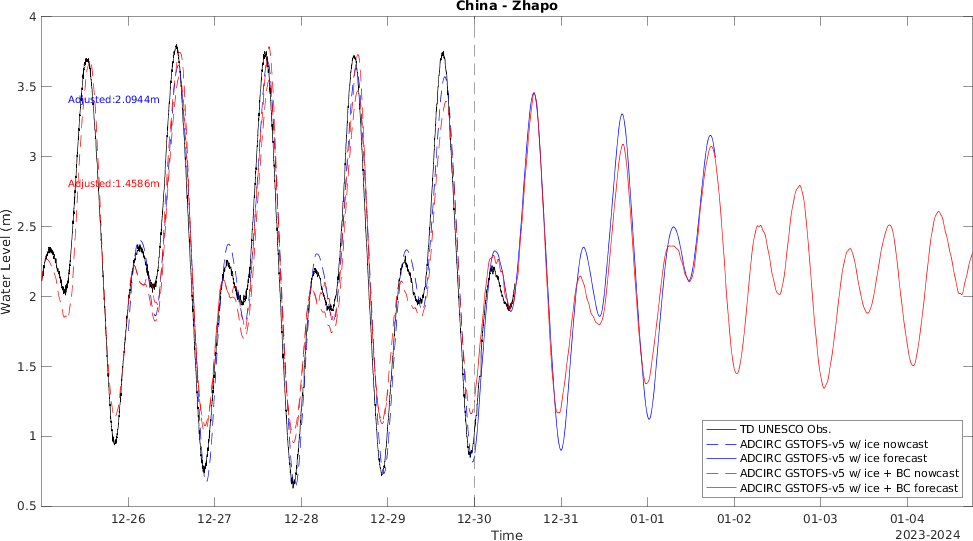 China - Zhapo
4
3.5
3
2.5
2
1.5
1
0.5
Water Level (m)
Adjusted:2.0944m
Adjusted:1.4586m
TD UNESCO Obs.
ADCIRC GSTOFS-v5 w/ ice nowcast
ADCIRC GSTOFS-v5 w/ ice forecast
ADCIRC GSTOFS-v5 w/ ice + BC nowcast
ADCIRC GSTOFS-v5 w/ ice + BC forecast
12-26 12-27 12-28 12-29 12-30 12-31 01-01 01-02 01-03 01-04
Time
2023-2024